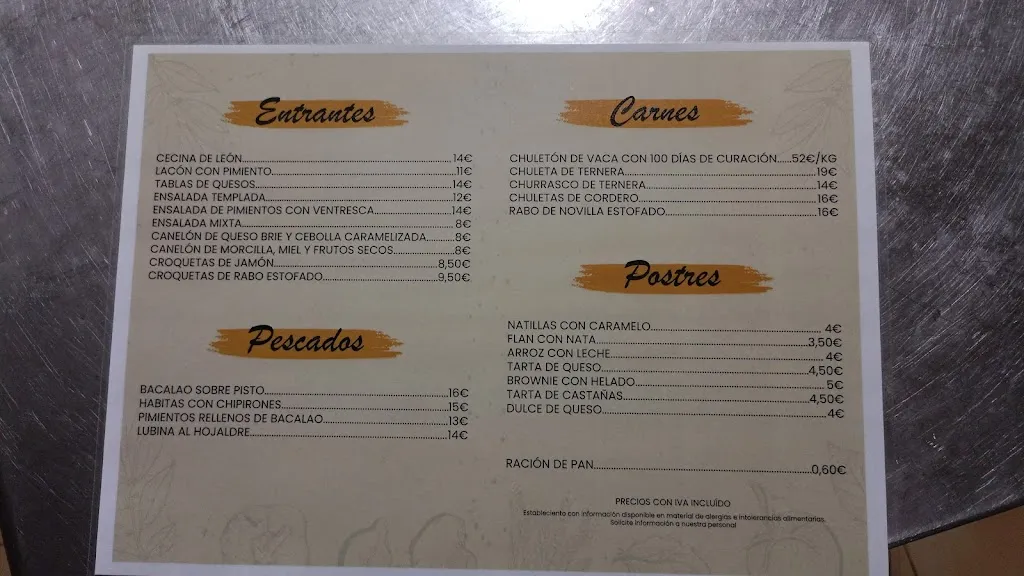 Entrantes
CECINA DE LEÓN 14€
LACÓN CON PIMIENTO 11€
TABLAS DE QUESOS 14€
ENSALADA TEMPLADA 12€
ENSALADA DE PIMIENTOS CON VENTRESCA 14€
ENSALADA MIXTA 8€
CANELÓN DE QUESO BRIE Y CEBOLLA CARAMELIZADA 8€
CANELÓN DE MORCILLA, MIEL Y FRUTOS SECOS 8€
CROQUETAS DE JAMÓN 8,50€
CROQUETAS DE RABO ESTOFADO 9,50€
Pescados
BACALAO SOBRE PISTO 16€
HABITAS CON CHIPIRONES 15€
PIMIENTOS RELLENOS DE BACALAO 13€
LUBINA AL HOJALDRE 14€
Carnes
CHULETÓN DE VACA CON 100 DÍAS DE CURACIÓN 52€/KG
CHULETA DE TERNERA 19€
CHURRASCO DE TERNERA 14€
CHULETAS DE CORDERO 16€
RABO DE NOVILLA ESTOFADO 16€
Postres
NATILLAS CON CARAMELO 4€
FLAN CON NATA 3,50€
ARROZ CON LECHE 4€
TARTA DE QUESO 4,50€
BROWNIE CON HELADO 5€
TARTA DE CASTAÑAS 4,50€
DULCE DE QUESO 4€
RACIÓN DE PAN 0,60€
PRECIOS CON IVA INCLUÍDO
Estableciento con información disponible en material de alergias e intolerancias alimentarias.
Solicite información a nuestra personal